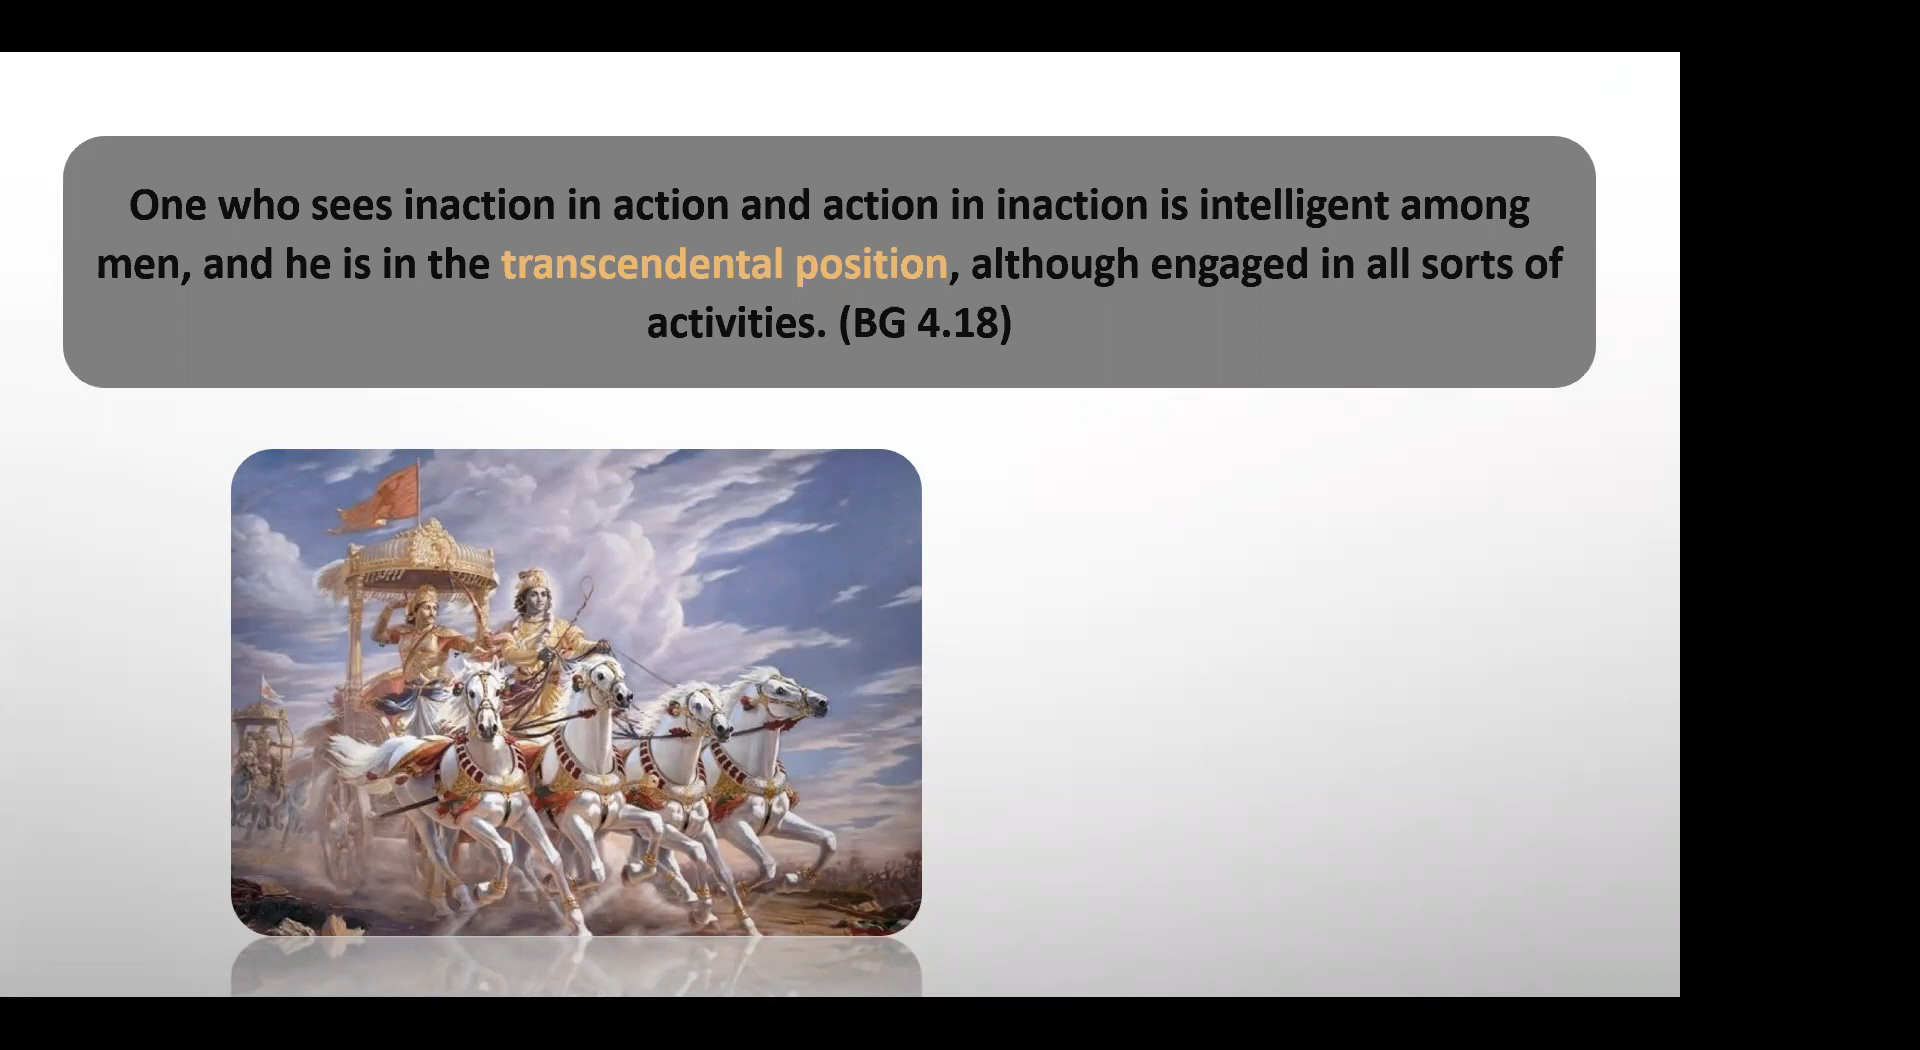 One who sees inaction in action and action in inaction is intelligent among
men, and he is in the transcendental position, although engaged in all sorts of
activities. (BG 4.18)